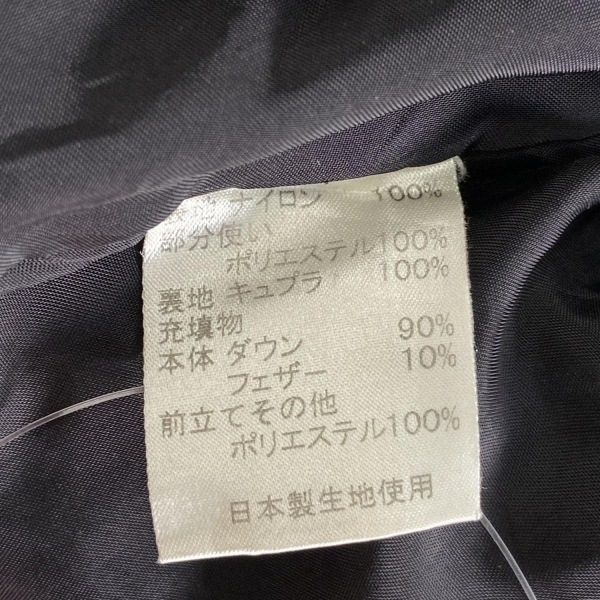 表地 ナイロン 100%
部分使い
ポリエステル100%
裏地 キュプラ 100%
充填物
本体 ダウン 90%
フェザー 10%
前立てその他
ポリエステル100%
日本製生地使用